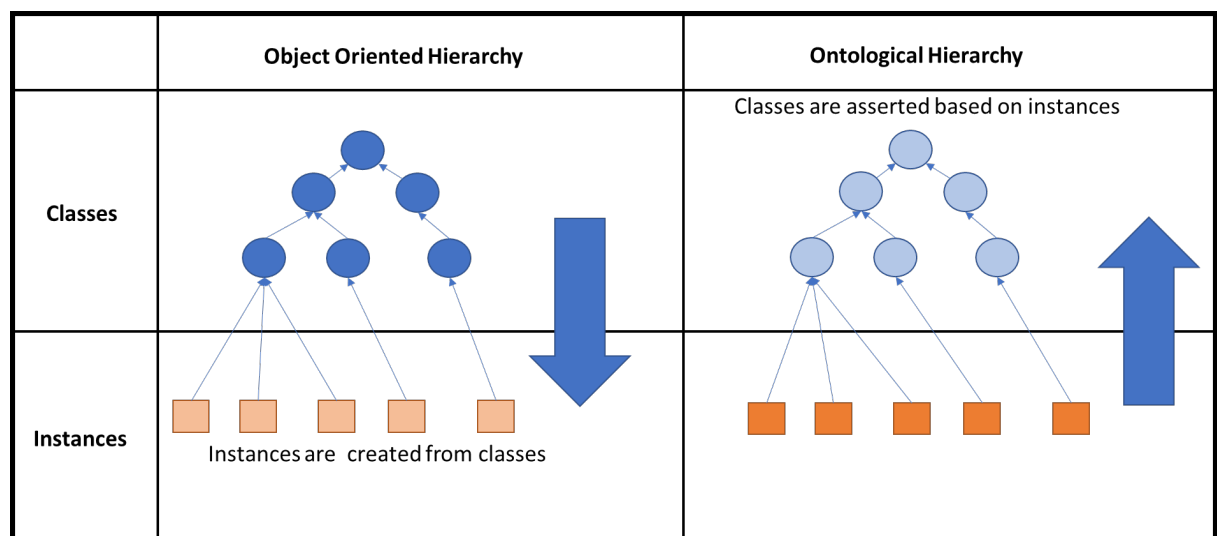 Object Oriented Hierarchy
Ontological Hierarchy
Classes
Classes are asserted based on instances
Instances
Instances are created from classes